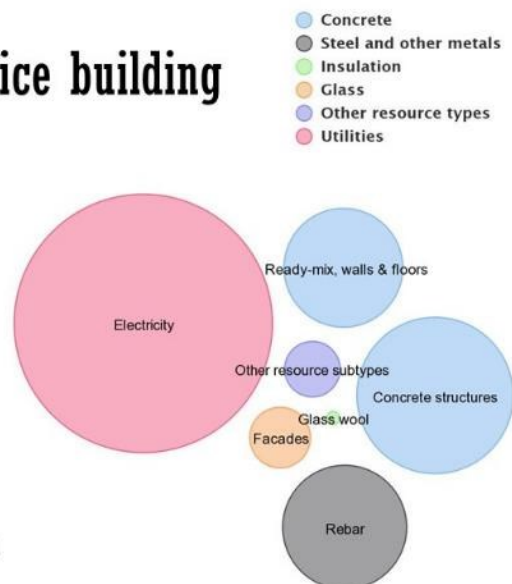 ice building
Concrete
Steel and other metals
Insulation
Glass
Other resource types
Utilities
Ready-mix, walls & floors
Electricity
Other resource subtypes
Concrete structures
Glass wool
Facades
Rebar